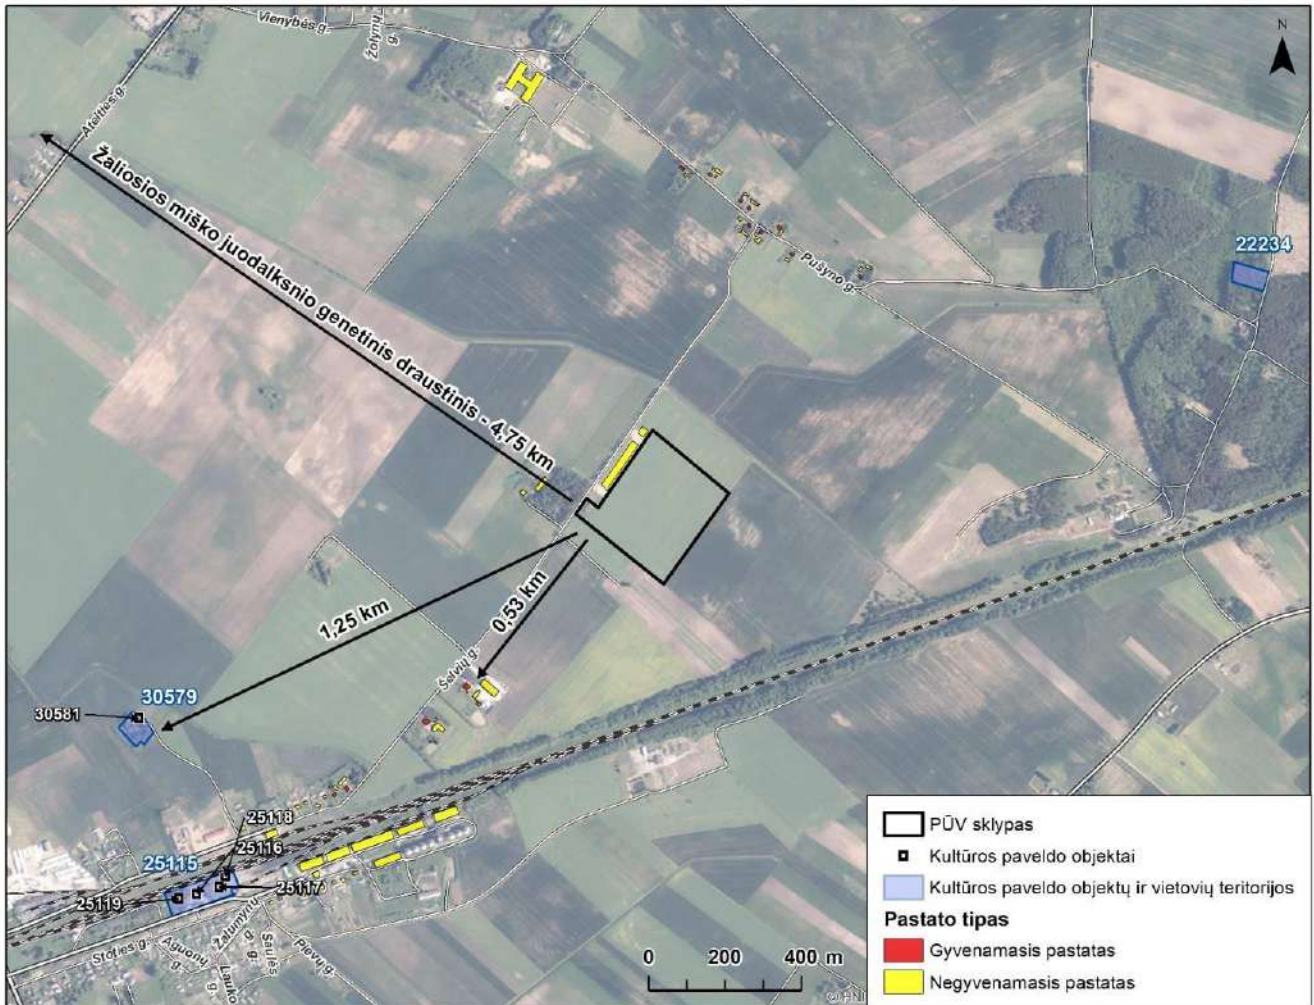 Vienybės g.
Žolynų g.
Ateities g.
N
Žaliosios miško juodalksnio genetinis draustinis - 4,75 km
22234
Pušyno g.
1,25 km
0,53 km
Šelvių g.
30579
30581
25118
25116
25115
25117
25119
Stoties g.
Aguonų g.
Žalumynų g.
Lauko g.
Saulės g.
Pievų g.
0 200 400 m
PŪV sklypas
Kultūros paveldo objektai
Kultūros paveldo objektų ir vietovių teritorijos
Pastato tipas
Gyvenamasis pastatas
Negyvenamasis pastatas